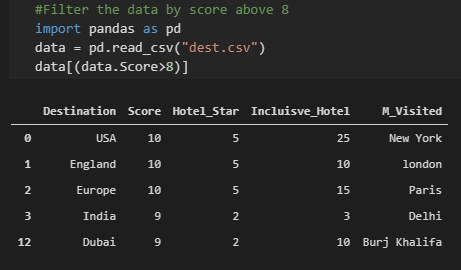 #Filter the data by score above 8
import pandas as pd
data = pd.read_csv("dest.csv")
data[(data.Score>8)]
Destination Score Hotel_Star Incluisve_Hotel M_Visited
0 USA 10 5 25 New York
1 England 10 5 10 london
2 Europe 10 5 15 Paris
3 India 9 2 3 Delhi
12 Dubai 9 2 10 Burj Khalifa